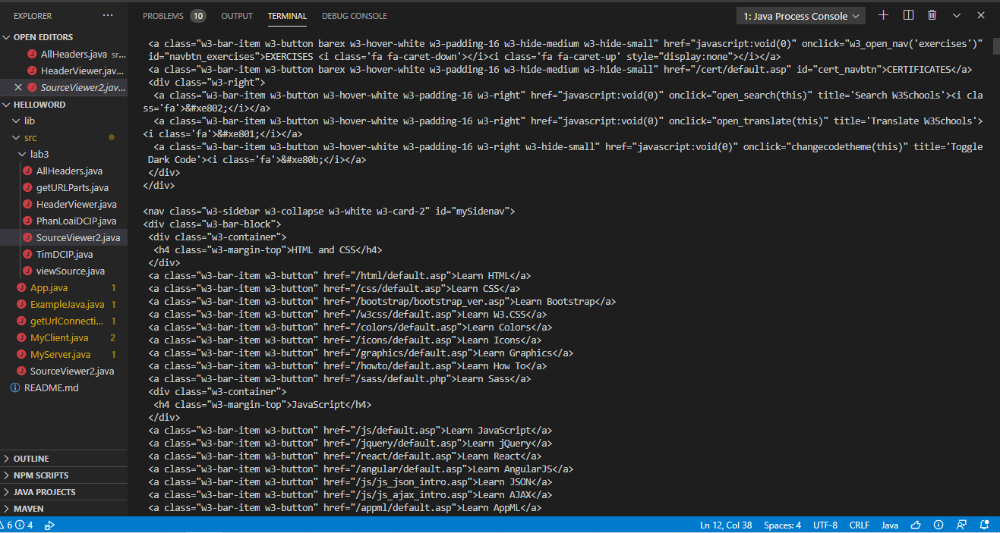 EXPLORER
OPEN EDITORS
AllHeaders.java sr...
HeaderViewer.jav...
SourceViewer2.jav...
HELLOWORD
lib
src
lab3
AllHeaders.java
getURLParts.java
HeaderViewer.java
PhanLoaiDCIP.java
SourceViewer2.java
TimDCIP.java
viewSource.java
App.java 1
ExampleJava.java 1
getUrlConnecti... 1
MyClient.java 2
MyServer.java 1
SourceViewer2.java
README.md
OUTLINE
NPM SCRIPTS
JAVA PROJECTS
MAVEN
PROBLEMS 10 OUTPUT TERMINAL DEBUG CONSOLE 1: Java Process Console
<a class="w3-bar-item w3-button barex w3-hover-white w3-padding-16 w3-hide-medium w3-hide-small" href="javascript:void(0)" onclick="w3_open_nav('exercises')"
id="navbtn_exercises">EXERCISES <i class='fa fa-caret-down'></i><i class='fa fa-caret-up' style="display:none"></i></a>
<a class="w3-bar-item w3-button barex w3-hover-white w3-padding-16 w3-hide-medium w3-hide-small" href="/cert/default.asp" id="cert_navbtn">CERTIFICATES</a>
<div class="w3-right">
<a class="w3-bar-item w3-button w3-hover-white w3-padding-16 w3-right" href="javascript:void(0)" onclick="open_search(this)" title='Search W3Schools'><i cla
ss='fa'>&#xe802;</i></a>
<a class="w3-bar-item w3-button w3-hover-white w3-padding-16 w3-right" href="javascript:void(0)" onclick="open_translate(this)" title='Translate W3Schools'>
<i class='fa'>&#xe801;</i></a>
<a class="w3-bar-item w3-button w3-hover-white w3-padding-16 w3-right w3-hide-small" href="javascript:void(0)" onclick="changecodetheme(this)" title='Toggle
Dark Code'><i class='fa'>&#xe80b;</i></a>
</div>
</div>
<nav class="w3-sidebar w3-collapse w3-white w3-card-2" id="mySidenav">
<div class="w3-bar-block">
<div class="w3-container">
<h4 class="w3-margin-top">HTML and CSS</h4>
</div>
<a class="w3-bar-item w3-button" href="/html/default.asp">Learn HTML</a>
<a class="w3-bar-item w3-button" href="/css/default.asp">Learn CSS</a>
<a class="w3-bar-item w3-button" href="/bootstrap/bootstrap_ver.asp">Learn Bootstrap</a>
<a class="w3-bar-item w3-button" href="/w3css/default.asp">Learn W3.CSS</a>
<a class="w3-bar-item w3-button" href="/colors/default.asp">Learn Colors</a>
<a class="w3-bar-item w3-button" href="/icons/default.asp">Learn Icons</a>
<a class="w3-bar-item w3-button" href="/graphics/default.asp">Learn Graphics</a>
<a class="w3-bar-item w3-button" href="/howto/default.asp">Learn How To</a>
<a class="w3-bar-item w3-button" href="/sass/default.php">Learn Sass</a>
<div class="w3-container">
<h4 class="w3-margin-top">JavaScript</h4>
</div>
<a class="w3-bar-item w3-button" href="/js/default.asp">Learn JavaScript</a>
<a class="w3-bar-item w3-button" href="/jquery/default.asp">Learn jQuery</a>
<a class="w3-bar-item w3-button" href="/react/default.asp">Learn React</a>
<a class="w3-bar-item w3-button" href="/angular/default.asp">Learn AngularJS</a>
<a class="w3-bar-item w3-button" href="/js/js_json_intro.asp">Learn JSON</a>
<a class="w3-bar-item w3-button" href="/js/js_ajax_intro.asp">Learn AJAX</a>
<a class="w3-bar-item w3-button" href="/appml/default.asp">Learn AppML</a>
6 4 Ln 12, Col 38 Spaces: 4 UTF-8 CRLF Java